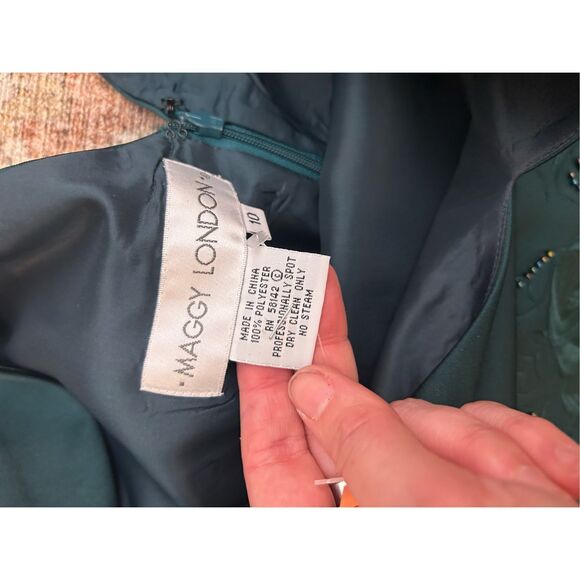 MAGGY LONDON
10
MADE IN CHINA
100% POLYESTER
RN 58142 ©
PROFESSIONALLY SPOT
DRY CLEAN ONLY
NO STEAM